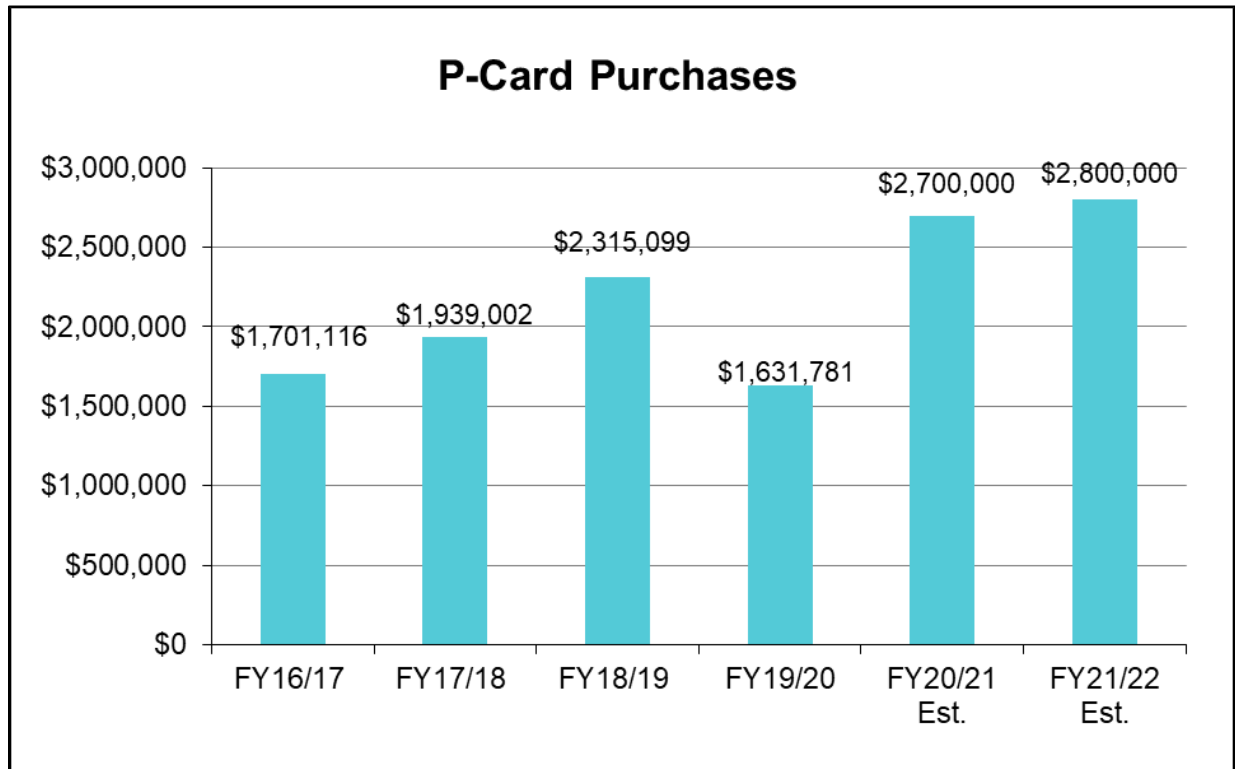 P-Card Purchases
$3,000,000
$2,500,000
$2,000,000
$1,500,000
$1,000,000
$500,000
$0
$1,701,116
$1,939,002
$2,315,099
$1,631,781
$2,700,000
$2,800,000
FY16/17
FY17/18
FY18/19
FY19/20
FY20/21
Est.
FY21/22
Est.